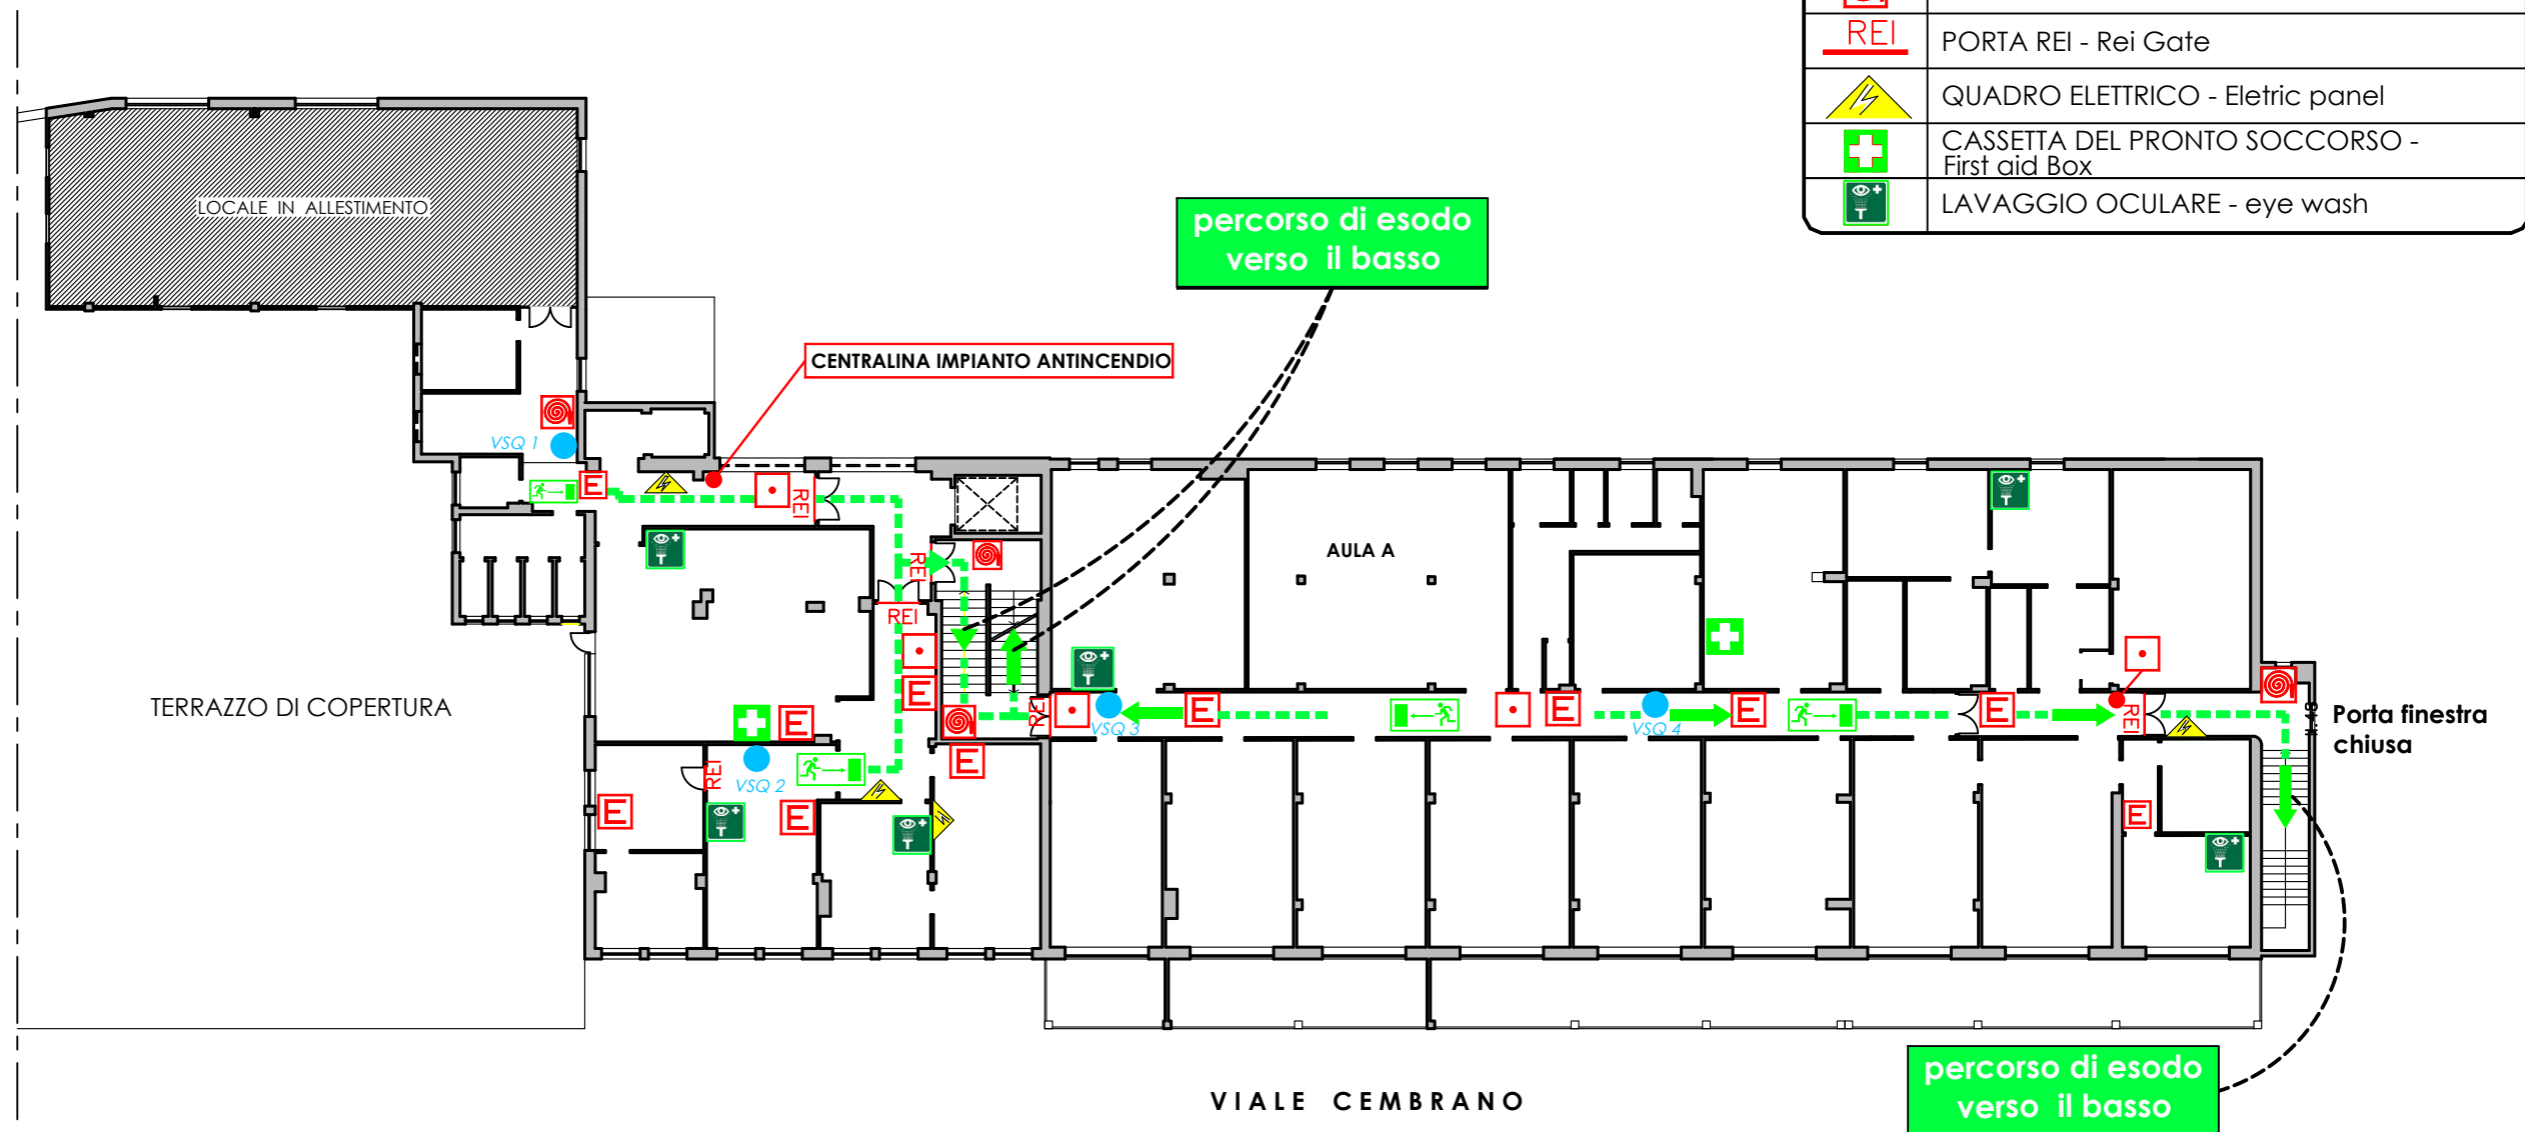 REI
PORTA REI - Rei Gate
QUADRO ELETTRICO - Eletric panel
CASSETTA DEL PRONTO SOCCORSO -
First aid Box
LAVAGGIO OCULARE - eye wash
LOCALE IN ALLESTIMENTO
percorso di esodo
verso il basso
CENTRALINA IMPIANTO ANTINCENDIO
VSQ 1
E
REI
REI
AULA A
REI
E
TERRAZZO DI COPERTURA
E
REI
VSQ 3
E
E
VSQ 4
E
E
REI
Porta finestra
chiusa
REI
VSQ 2
E
E
E
E
percorso di esodo
verso il basso
VIALE CEMBRANO